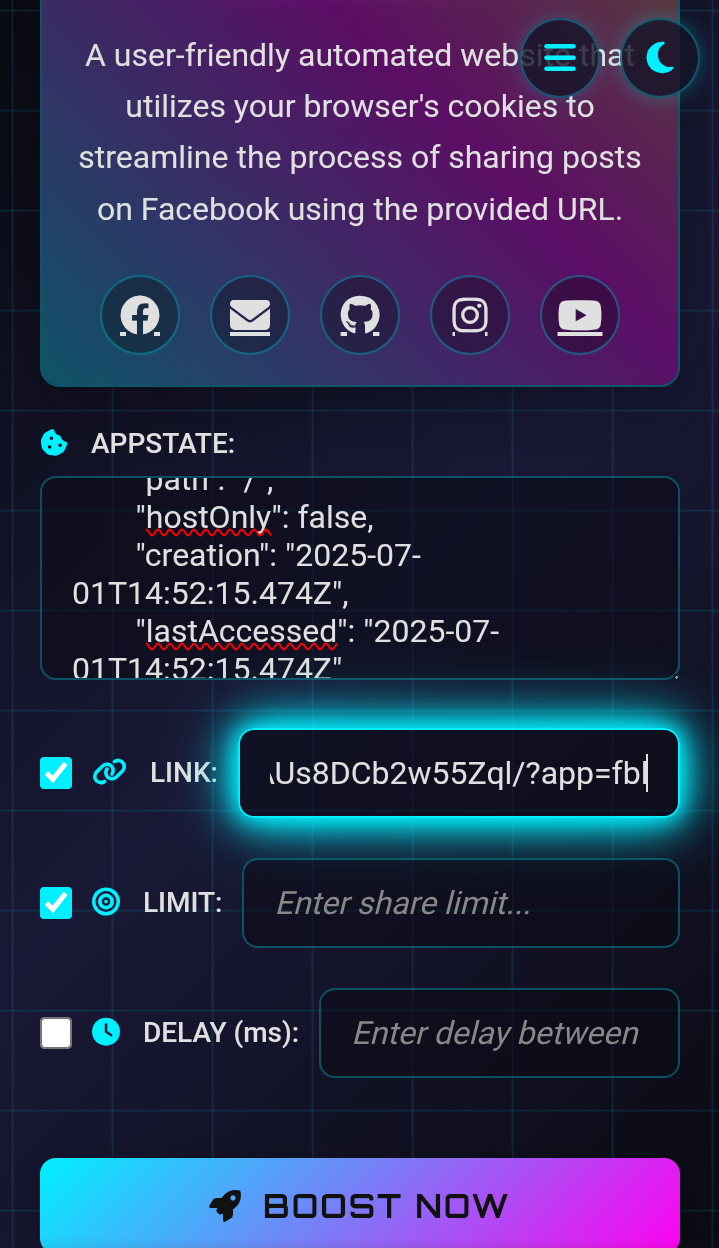 A user-friendly automated website that
utilizes your browser's cookies to
streamline the process of sharing posts
on Facebook using the provided URL.
APPSTATE:
"path": "/",
"hostOnly": false,
"creation": "2025-07-
01T14:52:15.474Z",
"lastAccessed": "2025-07-
01T14:52:15.474Z"
LINK: Us8DCb2w55Zql/?app=fbl
LIMIT: Enter share limit...
DELAY (ms): Enter delay between
BOOST NOW